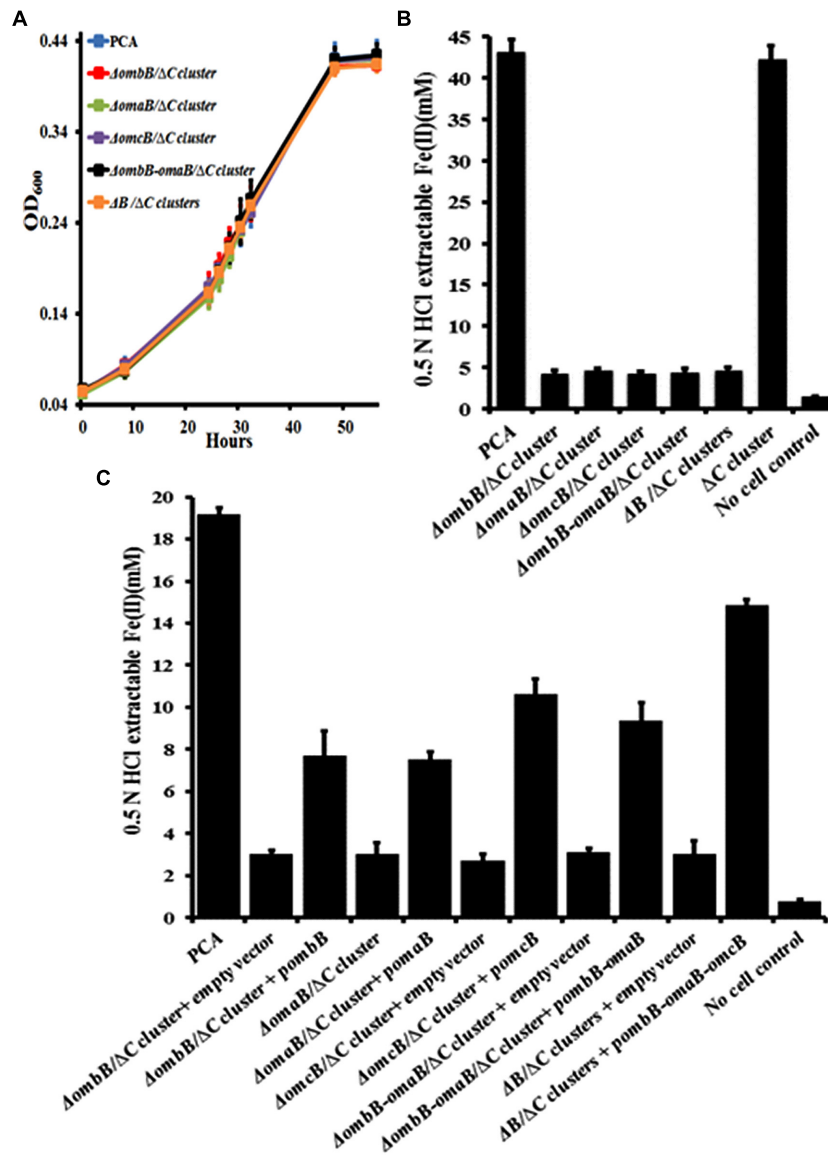 A
0.44
0.34
0.24
0.14
0.04
OD600
0
10
20
30
40
50
Hours
PCA
ΔombB/ΔC cluster
ΔomaB/ΔC cluster
ΔomcB/ΔC cluster
ΔombB-omaB/ΔC cluster
ΔB /ΔC clusters
B
0.5 N HCl extractable Fe(II)(mM)
45
40
35
30
25
20
15
10
5
0
PCA
ΔombB/ΔC cluster
ΔomaB/ΔC cluster
ΔomcB/ΔC cluster
ΔombB-omaB/ΔC cluster
ΔB /ΔC clusters
ΔC cluster
No cell control
C
0.5 N HCl extractable Fe(II)(mM)
20
18
16
14
12
10
8
6
4
2
0
PCA
ΔombB/ΔC cluster+ empty vector
ΔombB/ΔC cluster + pombB
ΔomaB/ΔC cluster
ΔomaB/ΔC cluster+ pomaB
ΔomcB/ΔC cluster+ empty vector
ΔomcB/ΔC cluster + pomcB
ΔombB-omaB/ΔC cluster + empty vector
ΔombB-omaB/ΔC cluster+ pombB-omaB
ΔB/ΔC clusters + empty vector
ΔB/ΔC clusters + pombB-omaB-omcB
No cell control